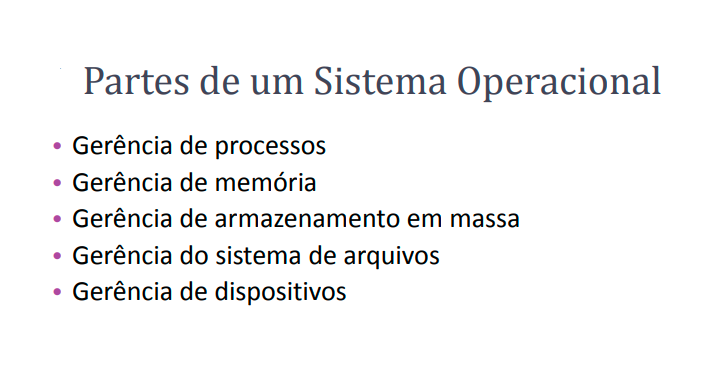 Partes de um Sistema Operacional
• Gerência de processos
• Gerência de memória
• Gerência de armazenamento em massa
• Gerência do sistema de arquivos
• Gerência de dispositivos